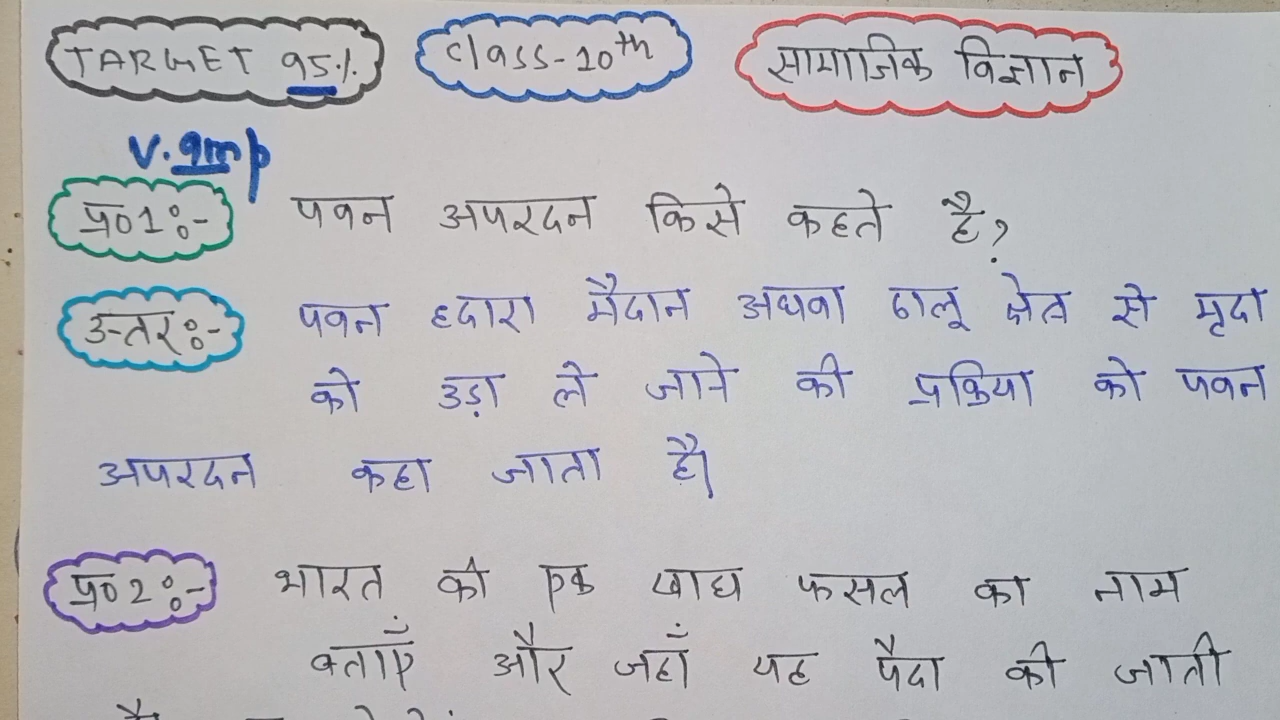 TARGET 95% Class-10th सामाजिक विज्ञान
V.Imp
प्र01:- पवन अपरदन किसे कहते है?
उत्तर:- पवन द्वारा मैदान अथवा ढालू क्षेत्र से मृदा
को उड़ा ले जाने की प्रक्रिया को पवन
अपरदन कहा जाता है।
प्र02:- भारत की एक खाद्य फसल का नाम
बताएँ और जहाँ यह पैदा की जाती